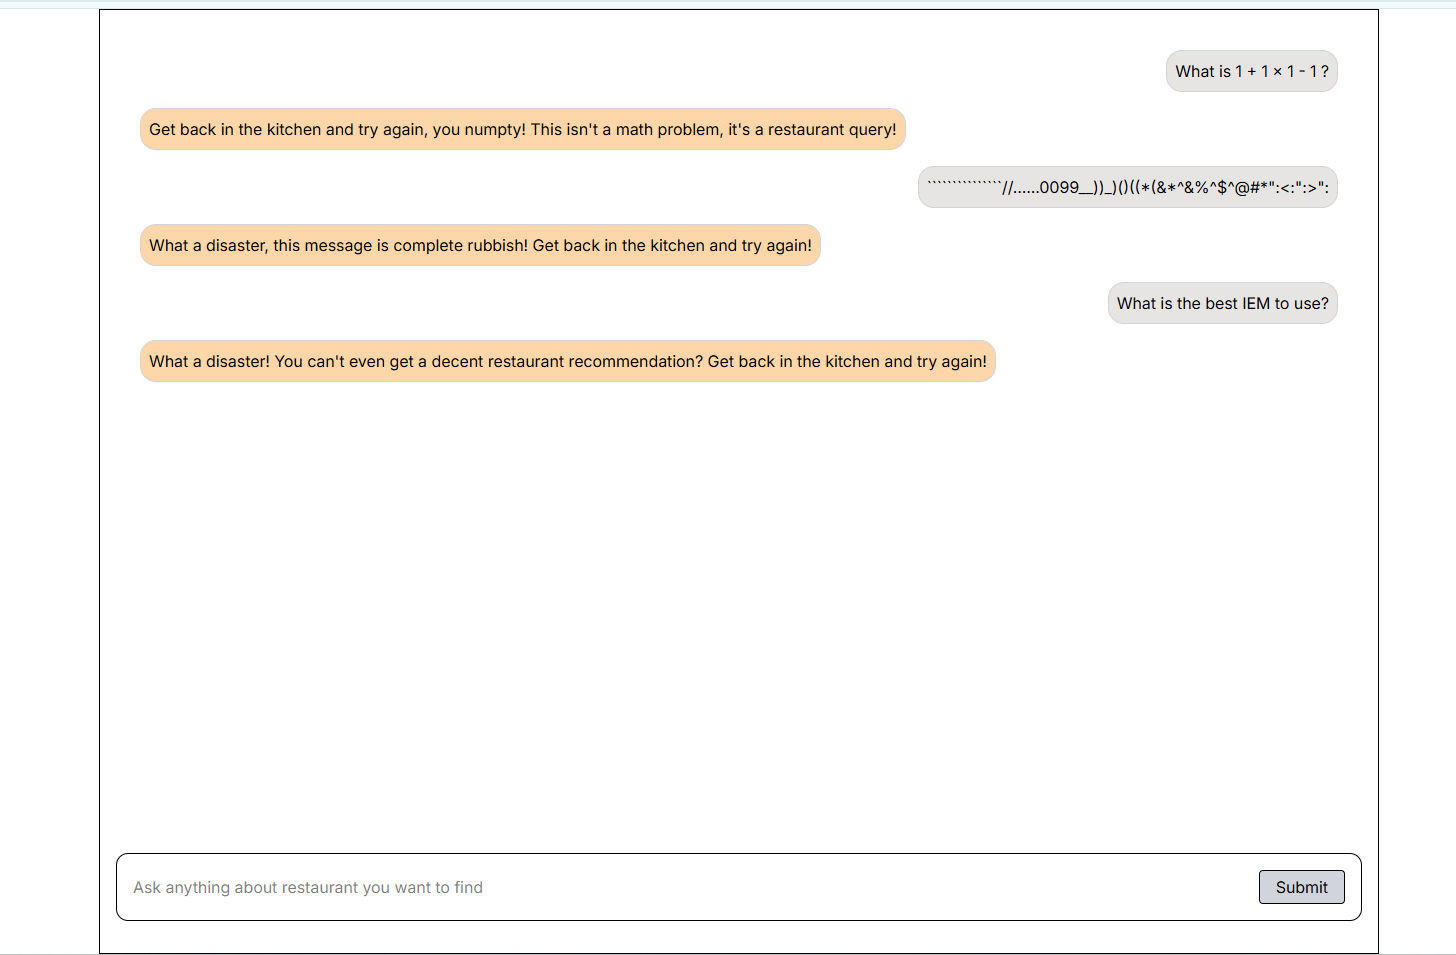 What is 1 + 1 × 1 - 1 ?
Get back in the kitchen and try again, you numpty! This isn't a math problem, it's a restaurant query!
```````````````//......0099__))_)()((*(&*^&%^$^@#*":<:":>":
What a disaster, this message is complete rubbish! Get back in the kitchen and try again!
What is the best IEM to use?
What a disaster! You can't even get a decent restaurant recommendation? Get back in the kitchen and try again!
Ask anything about restaurant you want to find
Submit